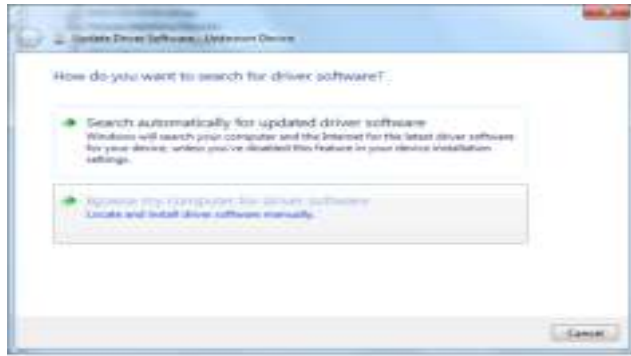 Update Driver Software - Unknown Device
How do you want to search for driver software?
Search automatically for updated driver software
Windows will search your computer and the Internet for the latest driver software
for your device, unless you've disabled this feature in your device installation
settings.
Browse my computer for driver software
Locate and install driver software manually.
Cancel